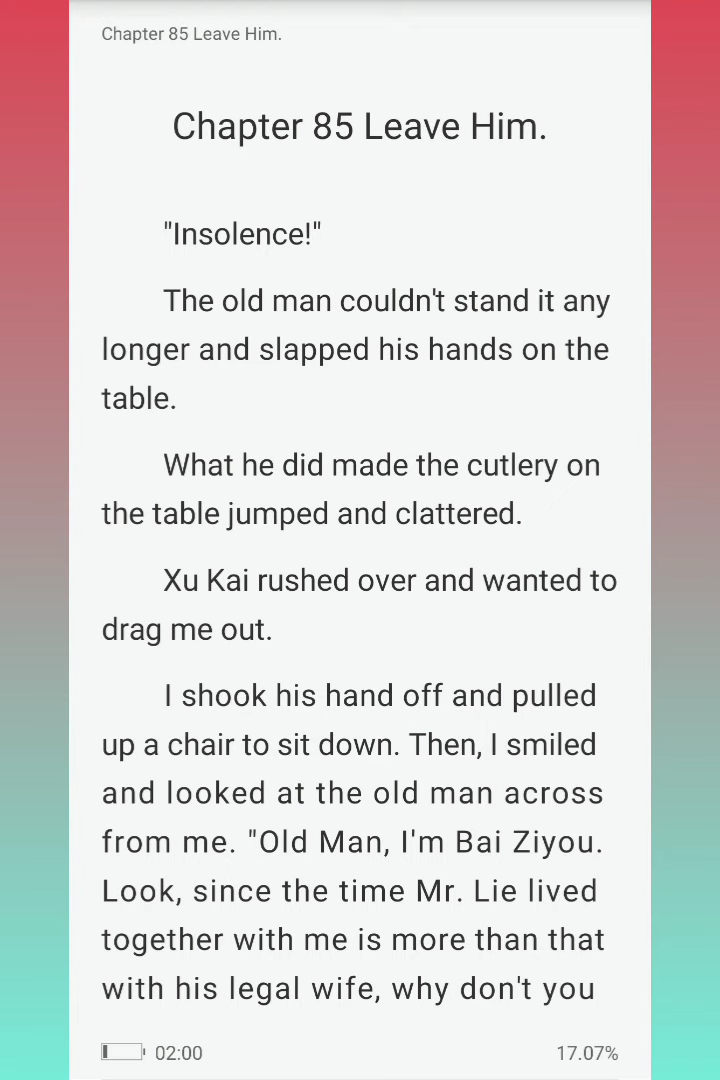 Chapter 85 Leave Him.
Chapter 85 Leave Him.
"Insolence!"
The old man couldn't stand it any
longer and slapped his hands on the
table.
What he did made the cutlery on
the table jumped and clattered.
Xu Kai rushed over and wanted to
drag me out.
I shook his hand off and pulled
up a chair to sit down. Then, I smiled
and looked at the old man across
from me. "Old Man, I'm Bai Ziyou.
Look, since the time Mr. Lie lived
together with me is more than that
with his legal wife, why don't you
02:00 17.07%